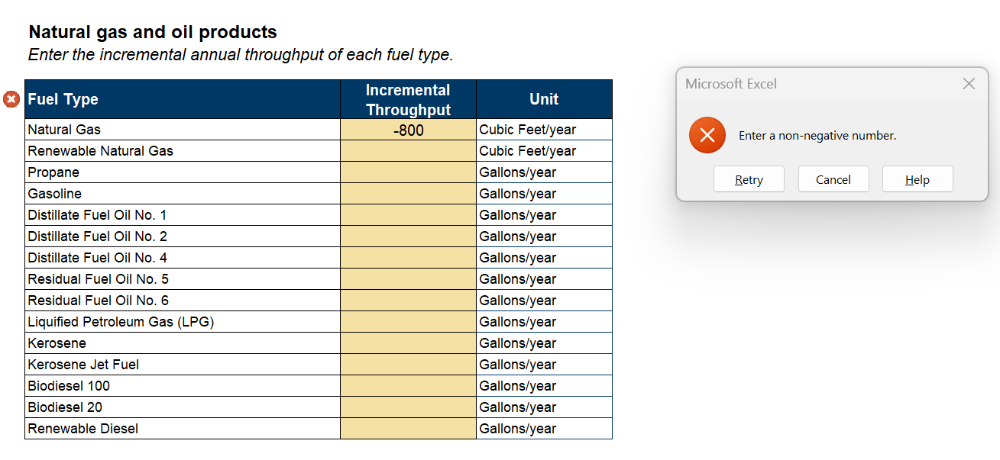 Natural gas and oil products
Enter the incremental annual throughput of each fuel type.
Fuel Type Incremental Throughput Unit
Natural Gas -800 Cubic Feet/year
Renewable Natural Gas Cubic Feet/year
Propane Gallons/year
Gasoline Gallons/year
Distillate Fuel Oil No. 1 Gallons/year
Distillate Fuel Oil No. 2 Gallons/year
Distillate Fuel Oil No. 4 Gallons/year
Residual Fuel Oil No. 5 Gallons/year
Residual Fuel Oil No. 6 Gallons/year
Liquified Petroleum Gas (LPG) Gallons/year
Kerosene Gallons/year
Kerosene Jet Fuel Gallons/year
Biodiesel 100 Gallons/year
Biodiesel 20 Gallons/year
Renewable Diesel Gallons/year
Microsoft Excel
Enter a non-negative number.
Retry Cancel Help